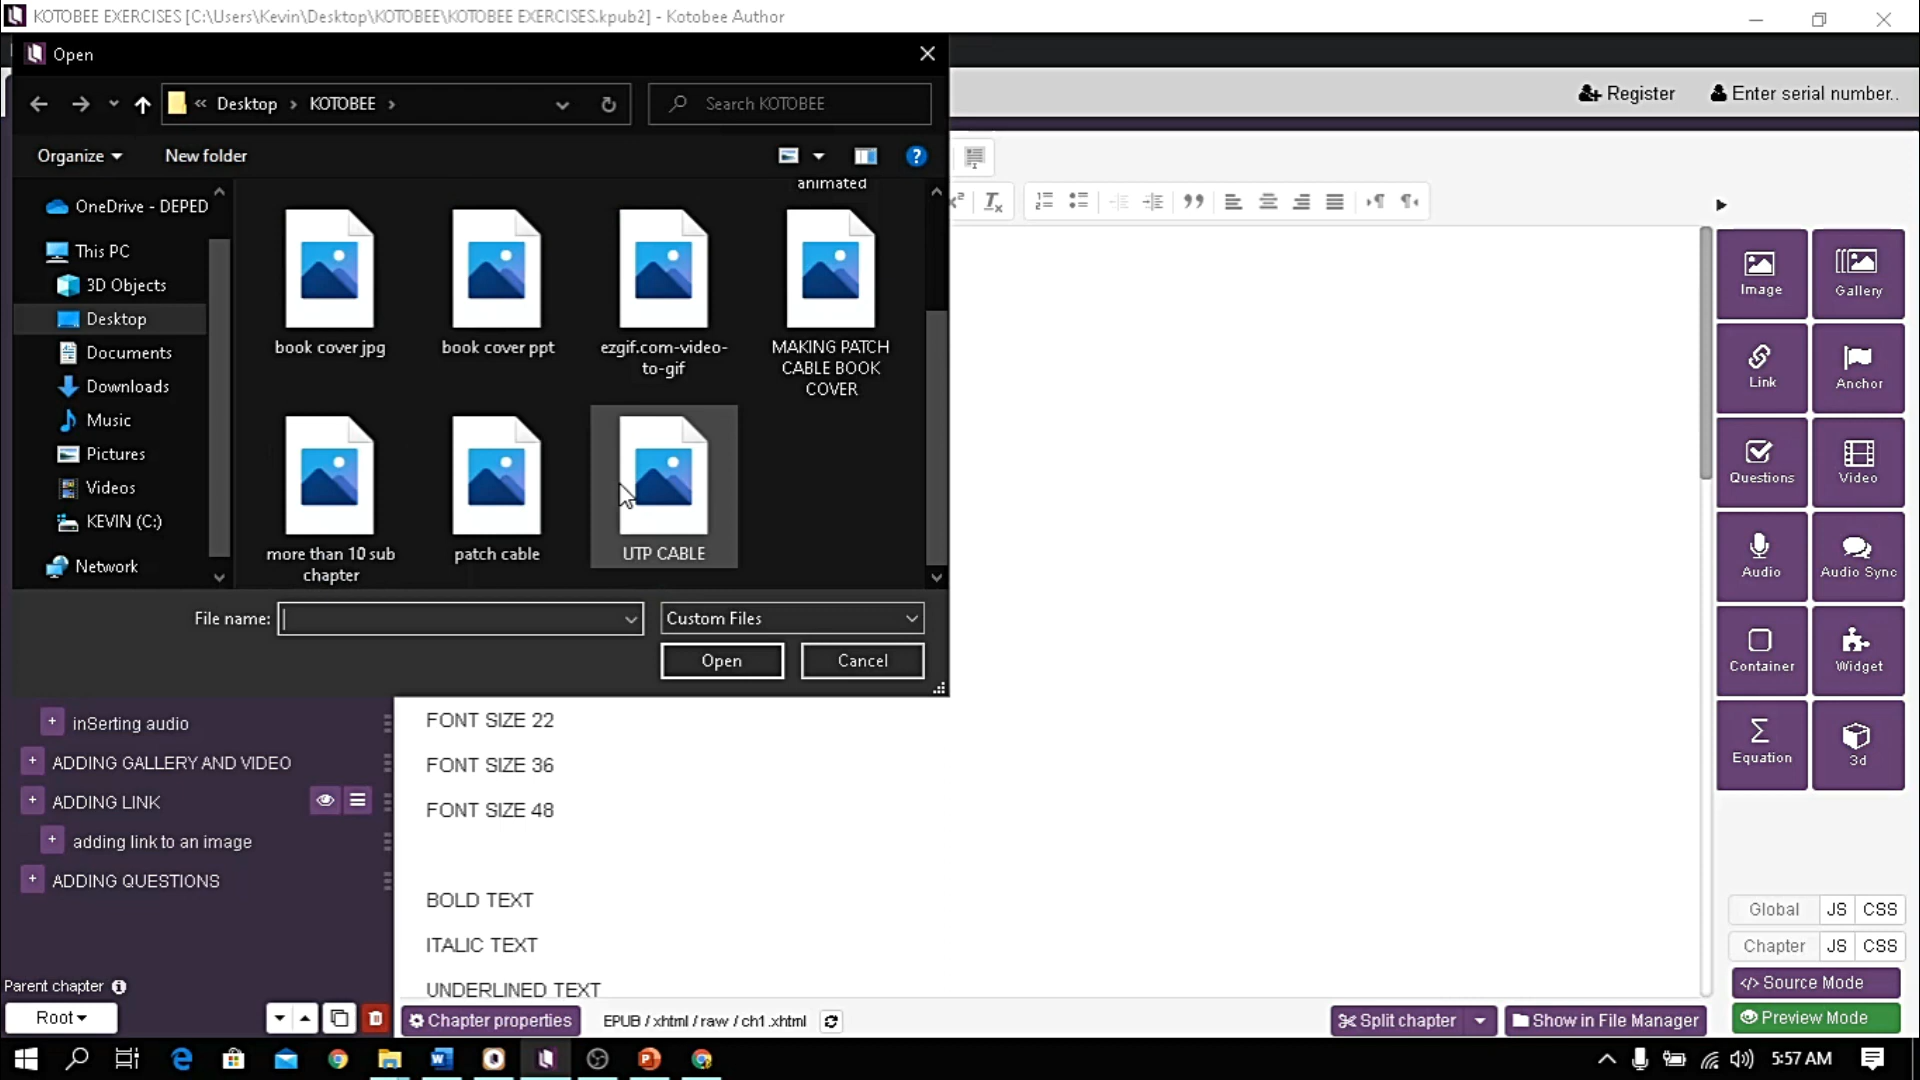 KOTOBEE EXERCISES [C:\Users\Kevin\Desktop\KOTOBEE\KOTOBEE EXERCISES.kpub2] - Kotobee Author
Open
« Desktop › KOTOBEE ›
Search KOTOBEE
Register
Enter serial number..
Organize
New folder
animated
OneDrive - DEPED
This PC
3D Objects
Desktop
Documents
Downloads
Music
Pictures
Videos
KEVIN (C:)
Network
book cover jpg
book cover ppt
ezgif.com-video-
to-gif
MAKING PATCH
CABLE BOOK
COVER
more than 10 sub
chapter
patch cable
UTP CABLE
File name:
Custom Files
Open
Cancel
Image
Gallery
Link
Anchor
Questions
Video
Audio
Audio Sync
Container
Widget
Equation
3d
inSerting audio
ADDING GALLERY AND VIDEO
ADDING LINK
adding link to an image
ADDING QUESTIONS
FONT SIZE 22
FONT SIZE 36
FONT SIZE 48
BOLD TEXT
ITALIC TEXT
UNDERLINED TEXT
Global JS CSS
Chapter JS CSS
</> Source Mode
Preview Mode
Parent chapter
Root
Chapter properties
EPUB / xhtml / raw / ch1.xhtml
Split chapter
Show in File Manager
5:57 AM